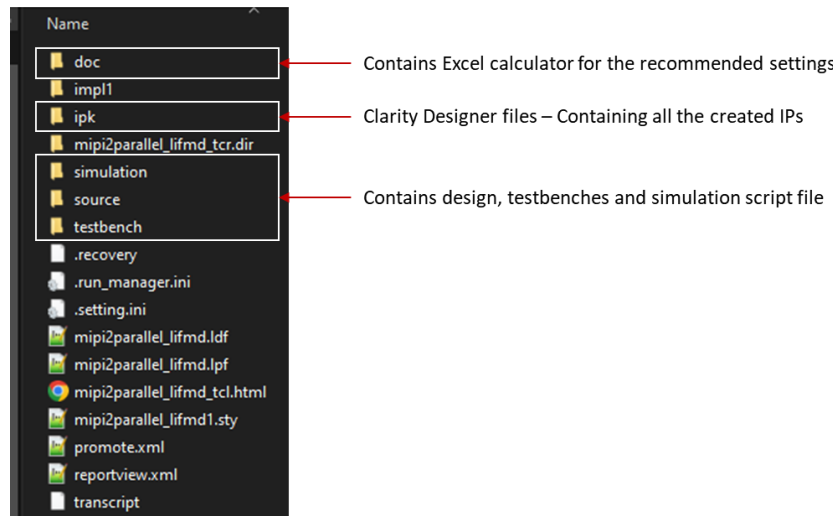 Name
doc
Contains Excel calculator for the recommended settings
impl1
ipk
Clarity Designer files – Containing all the created IPs
mipi2parallel_lifmd_tcr.dir
simulation
source
Contains design, testbenches and simulation script file
testbench
.recovery
.run_manager.ini
.setting.ini
mipi2parallel_lifmd.ldf
mipi2parallel_lifmd.lpf
mipi2parallel_lifmd_tcl.html
mipi2parallel_lifmd1.sty
promote.xml
reportview.xml
transcript